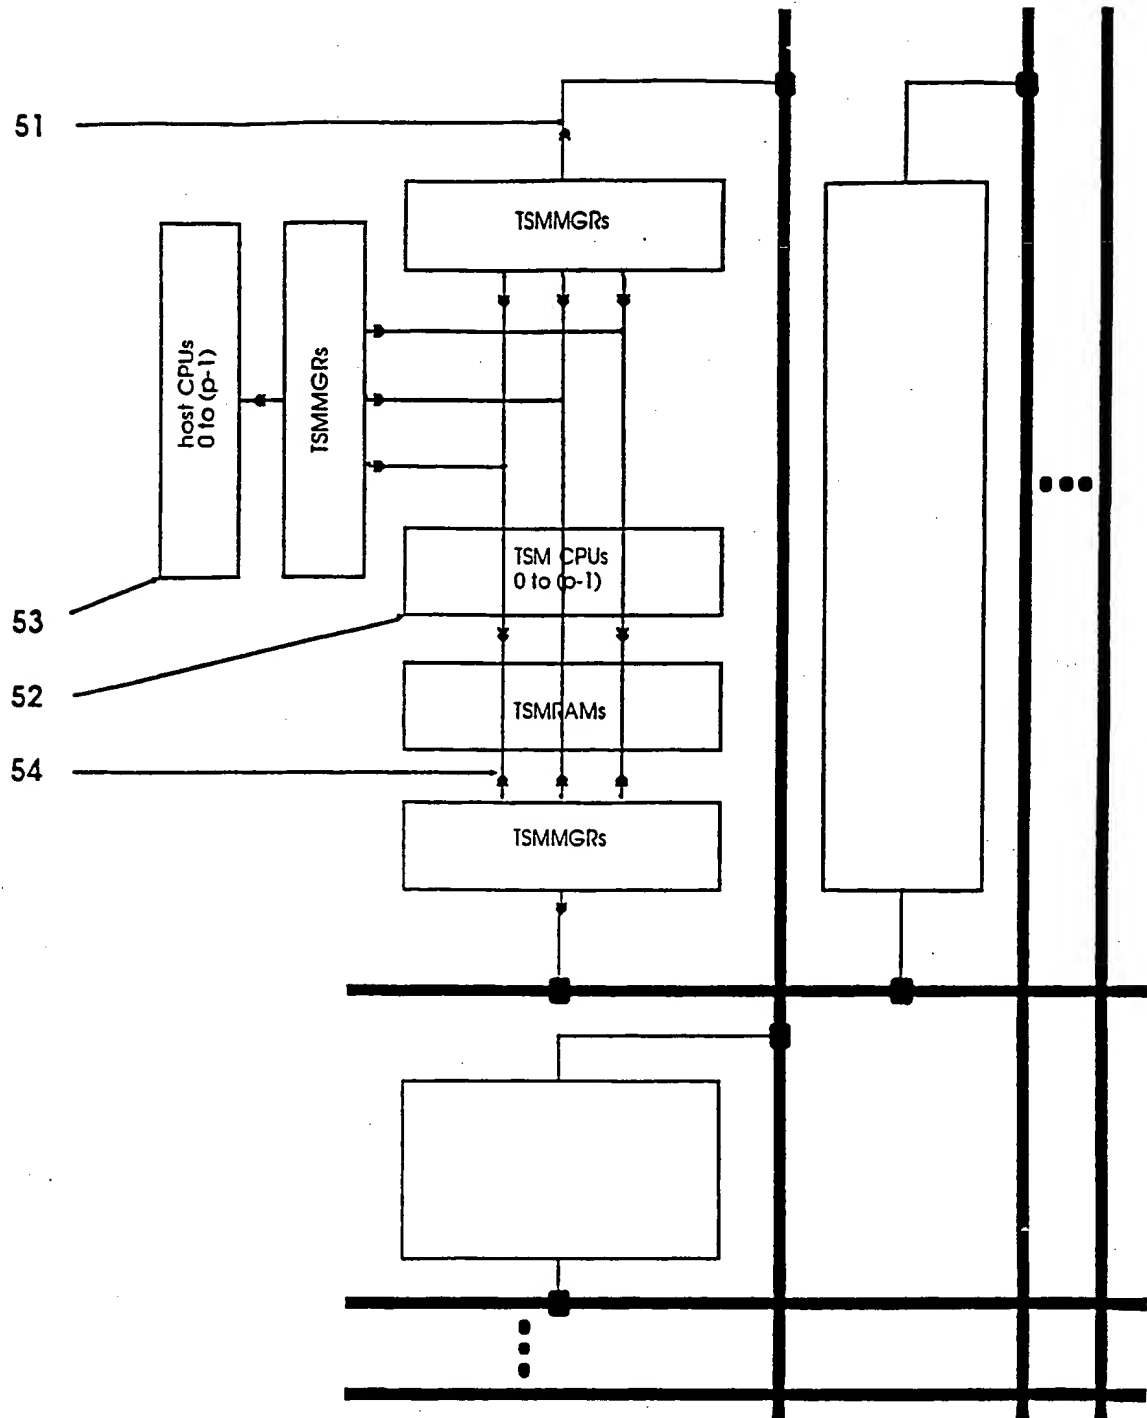 51
TSMMGRs
host CPUs
0 to (p-1)
TSMMGRs
TSM CPUs
0 to (p-1)
53
52
TSMRAMs
54
TSMMGRs